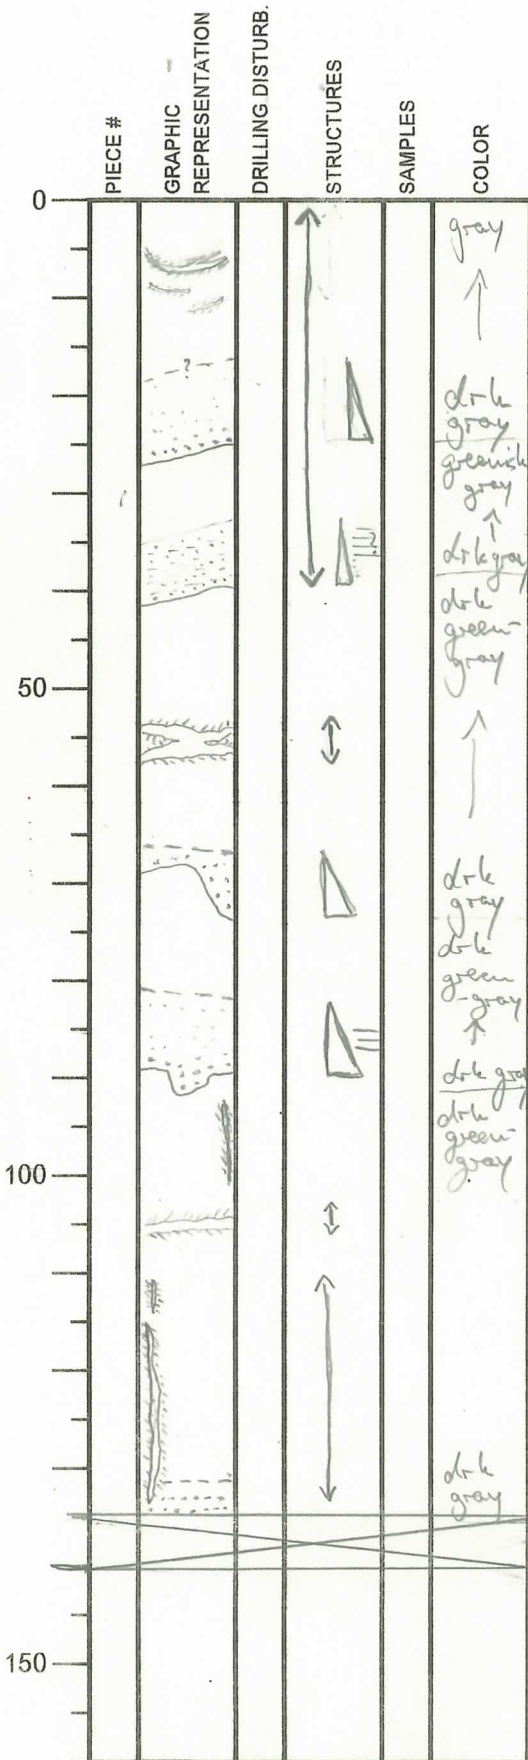 PIECE #
GRAPHIC
REPRESENTATION
DRILLING DISTURB.
STRUCTURES
SAMPLES
COLOR
0
gray
?
drk
gray
greenish
gray
drk gray
drk
green-
gray
50
drk
gray
drk
green
-gray
drk gray
drk
green-
gray
100
drk
gray
150